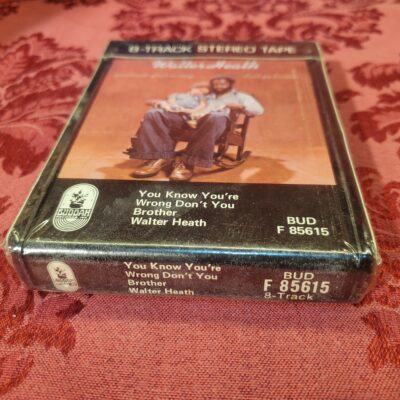 8-TRACK STEREO TAPE
Walter Heath
You Know You're
Wrong Don't You
Brother
Walter Heath
BUD
F 85615
BUDDAH
You Know You're
Wrong Don't You
Brother
Walter Heath
BUD
F 85615
8-Track